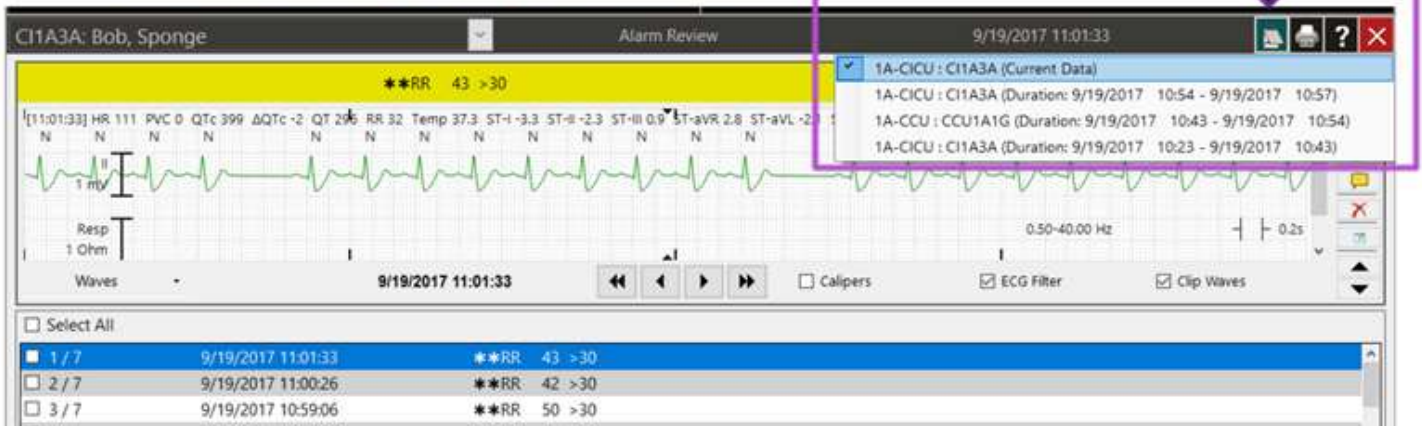 CI1A3A: Bob, Sponge Alarm Review 9/19/2017 11:01:33 ?
1A-CICU : CI1A3A (Current Data)
1A-CICU : CI1A3A (Duration: 9/19/2017 10:54 - 9/19/2017 10:57)
1A-CCU : CCU1A1G (Duration: 9/19/2017 10:43 - 9/19/2017 10:54)
1A-CICU : CI1A3A (Duration: 9/19/2017 10:23 - 9/19/2017 10:43)
**RR 43 >30
[11:01:33] HR 111 PVC 0 QTc 399 ΔQTc -2 QT 296 RR 32 Temp 37.3 ST-I -3.3 ST-II -2.3 ST-III 0.9 ST-aVR 2.8 ST-aVL
N N N N N N N N N N N N
II
1 mV
Resp
1 Ohm
0.50-40.00 Hz 0.2s
Waves 9/19/2017 11:01:33 Calipers ECG Filter Clip Waves
Select All
1 / 7 9/19/2017 11:01:33 **RR 43 >30
2 / 7 9/19/2017 11:00:26 **RR 42 >30
3 / 7 9/19/2017 10:59:06 **RR 50 >30